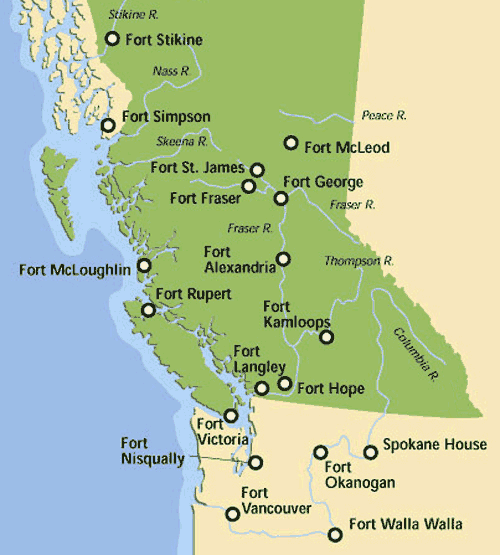 Stikine R.
Fort Stikine
Nass R.
Fort Simpson
Peace R.
Skeena R.
Fort McLeod
Fort St. James
Fort George
Fort Fraser
Fraser R.
Fraser R.
Fort
Alexandria
Thompson R.
Fort McLoughlin
Fort Rupert
Fort
Kamloops
Columbia R.
Fort
Langley
Fort Hope
Fort
Victoria
Fort
Nisqually
Spokane House
Fort
Okanogan
Fort
Vancouver
Fort Walla Walla